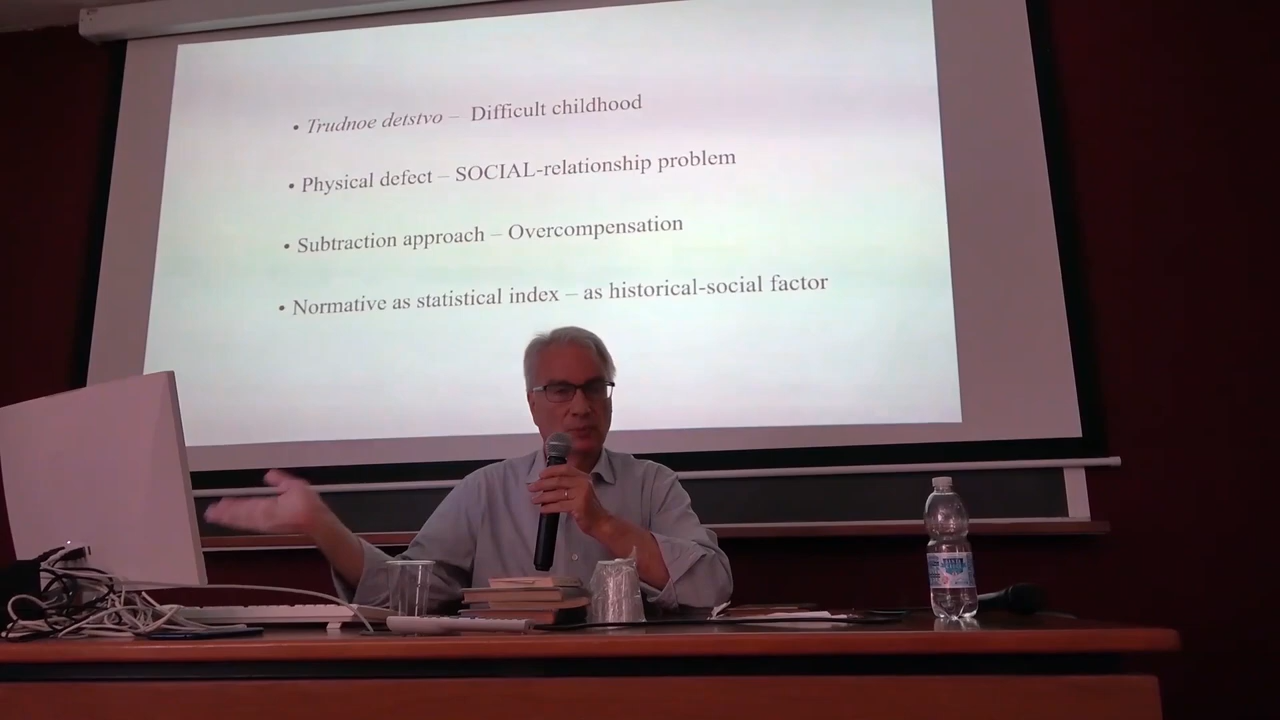 • Trudnoe detstvo – Difficult childhood
• Physical defect – SOCIAL-relationship problem
• Subtraction approach – Overcompensation
• Normative as statistical index – as historical-social factor